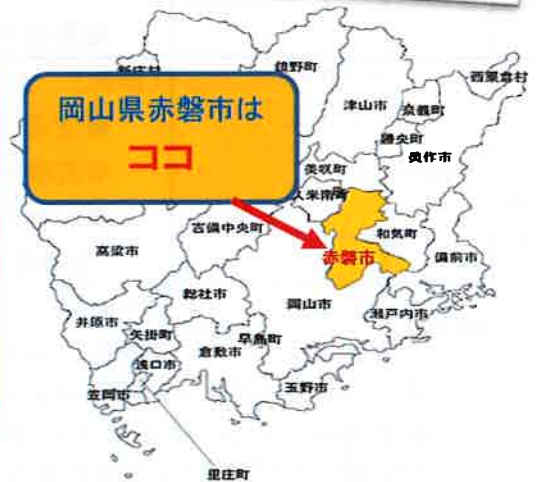 岡山県赤磐市は
ココ
新庄村
鏡野町
西粟倉村
津山市
奈義町
勝央町
美作市
美咲町
久米南町
吉備中央町
和気町
高梁市
赤磐市
備前市
総社市
岡山市
瀬戸内市
井原市
矢掛町
早島町
倉敷市
浅口市
玉野市
笠岡市
里庄町